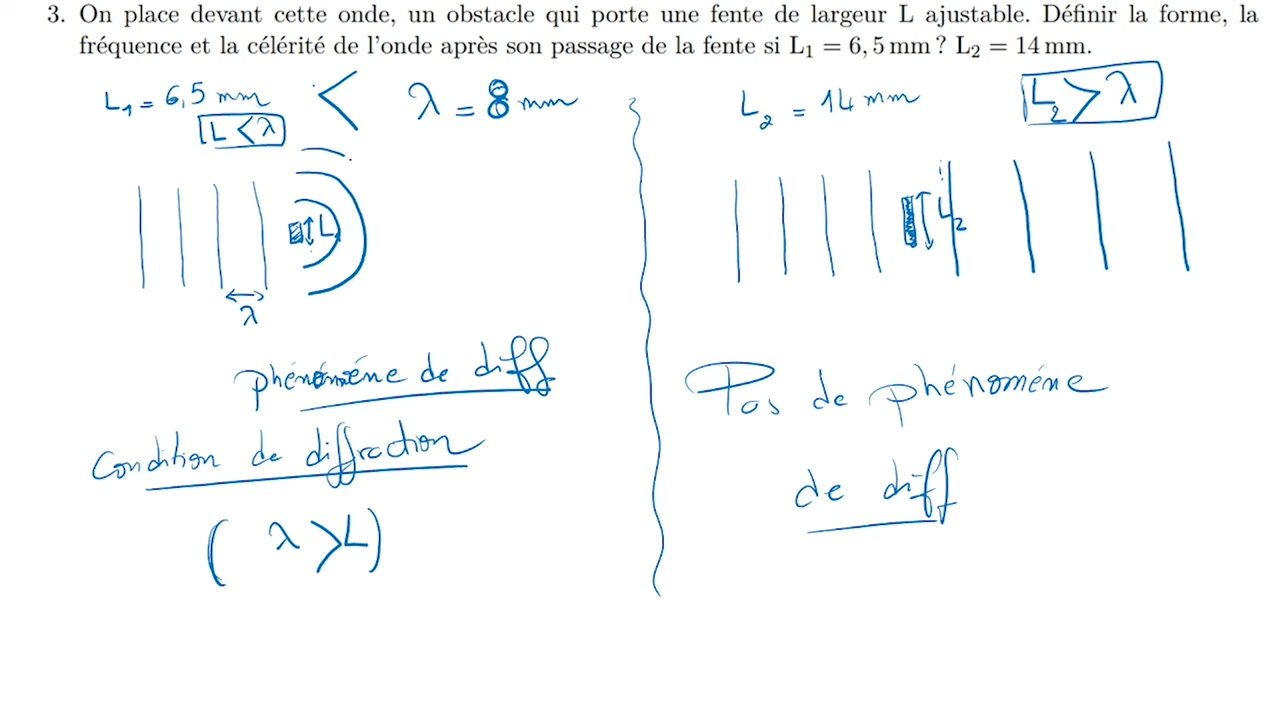 3. On place devant cette onde, un obstacle qui porte une fente de largeur L ajustable. Définir la forme, la
fréquence et la célérité de l'onde après son passage de la fente si L₁ = 6, 5 mm ? L₂ = 14 mm.
L₁ = 6,5 mm < λ = 8 mm
L < λ
L
λ
phénoméne de diff
Condition de diffraction
( λ > L)
L₂ = 14 mm
L₂ > λ
L₂
Pas de phénoméne
de diff